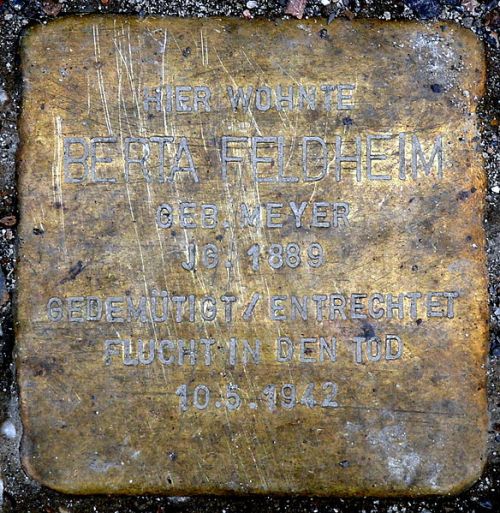 HIER WOHNTE
BERTA FELDHEIM
GEB. MEYER
JG. 1889
GEDEMÜTIGT / ENTRECHTET
FLUCHT IN DEN TOD
10.5.1942